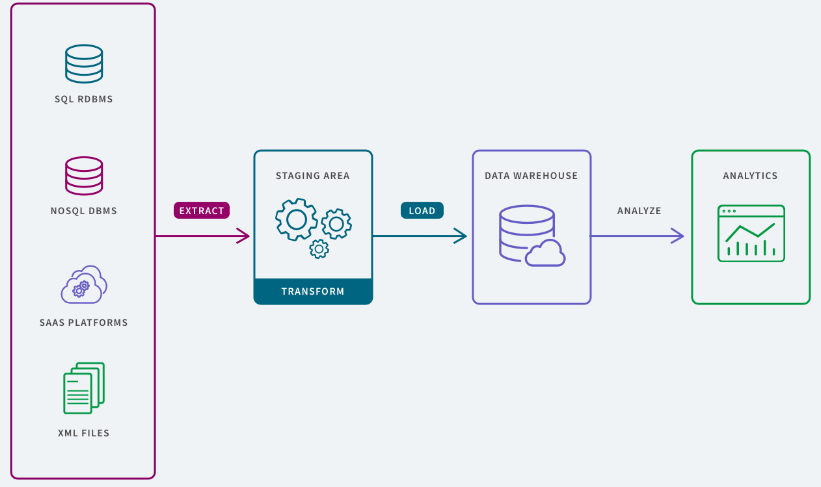 SQL RDBMS
NOSQL DBMS
SAAS PLATFORMS
XML FILES
EXTRACT
STAGING AREA
TRANSFORM
LOAD
DATA WAREHOUSE
ANALYZE
ANALYTICS